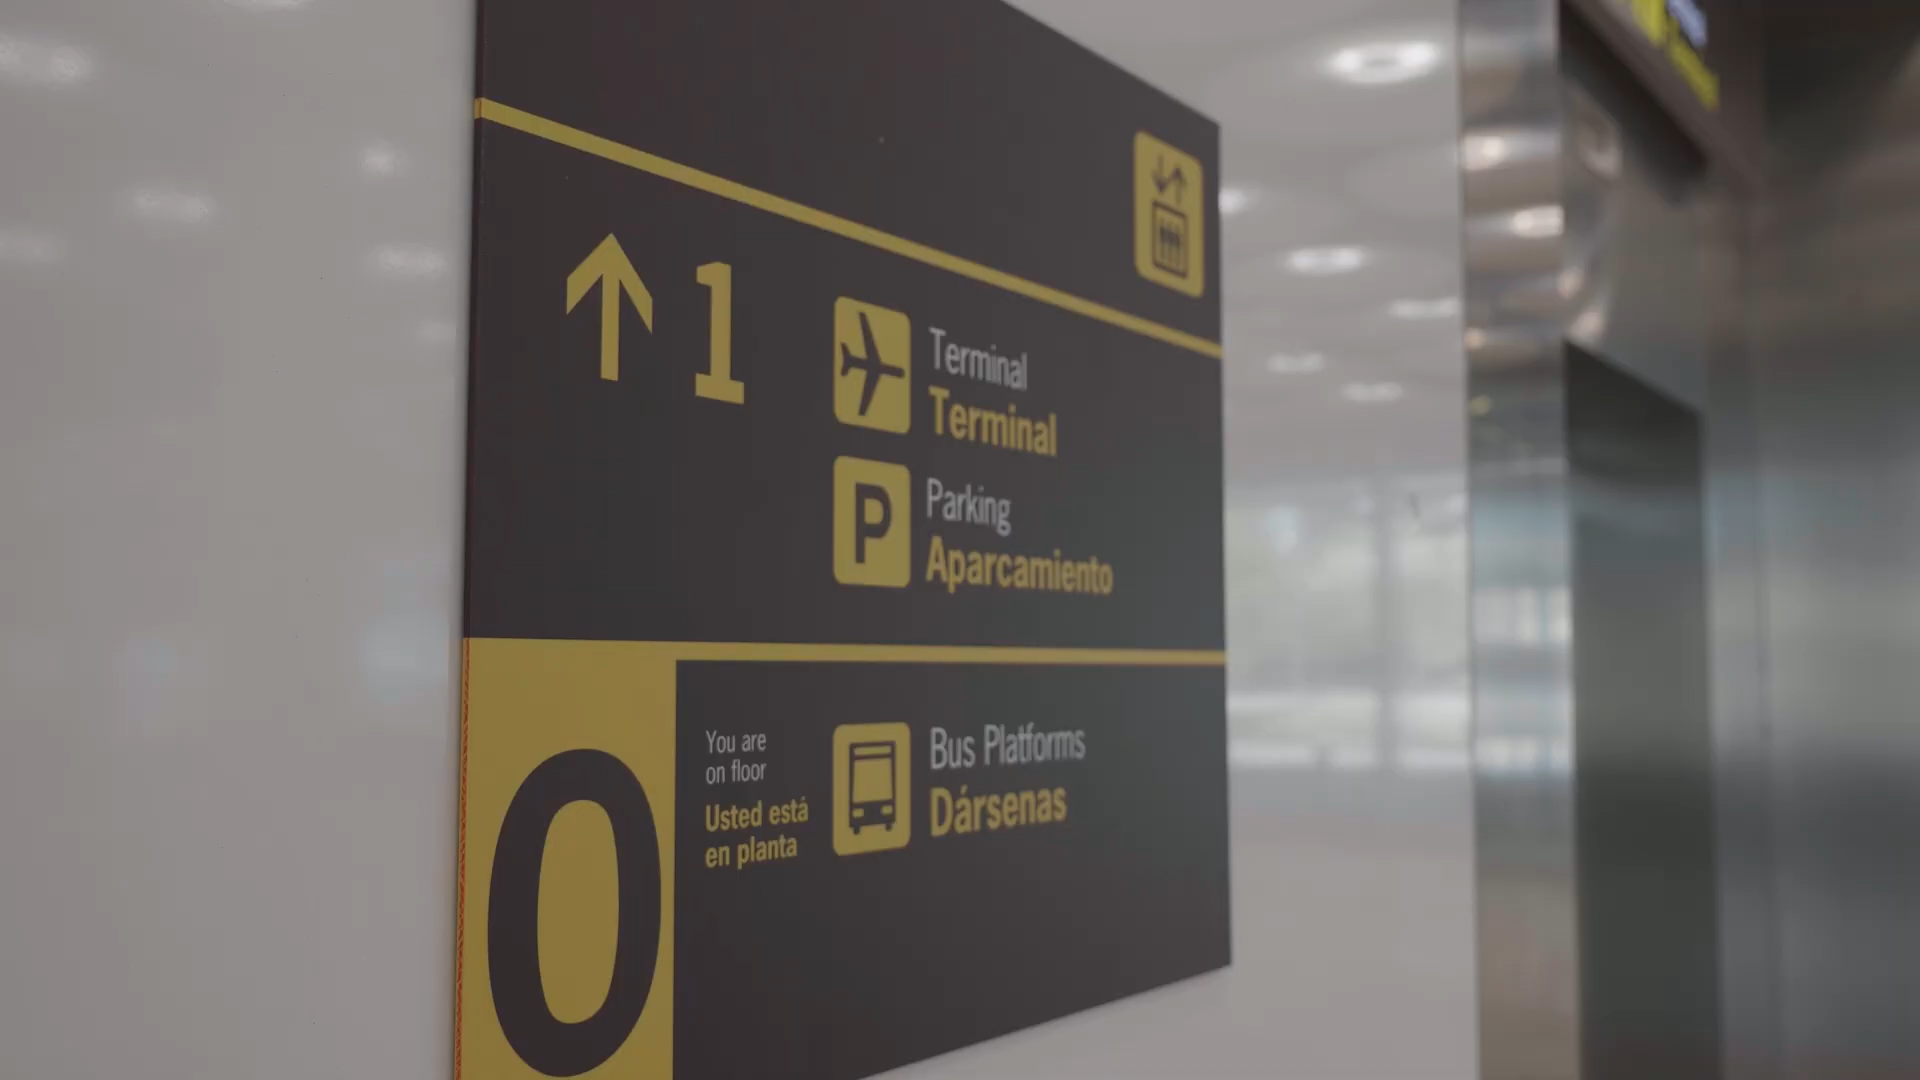 1
Terminal
Terminal
P
Parking
Aparcamiento
0
You are
on floor
Usted está
en planta
Bus Platforms
Dársenas